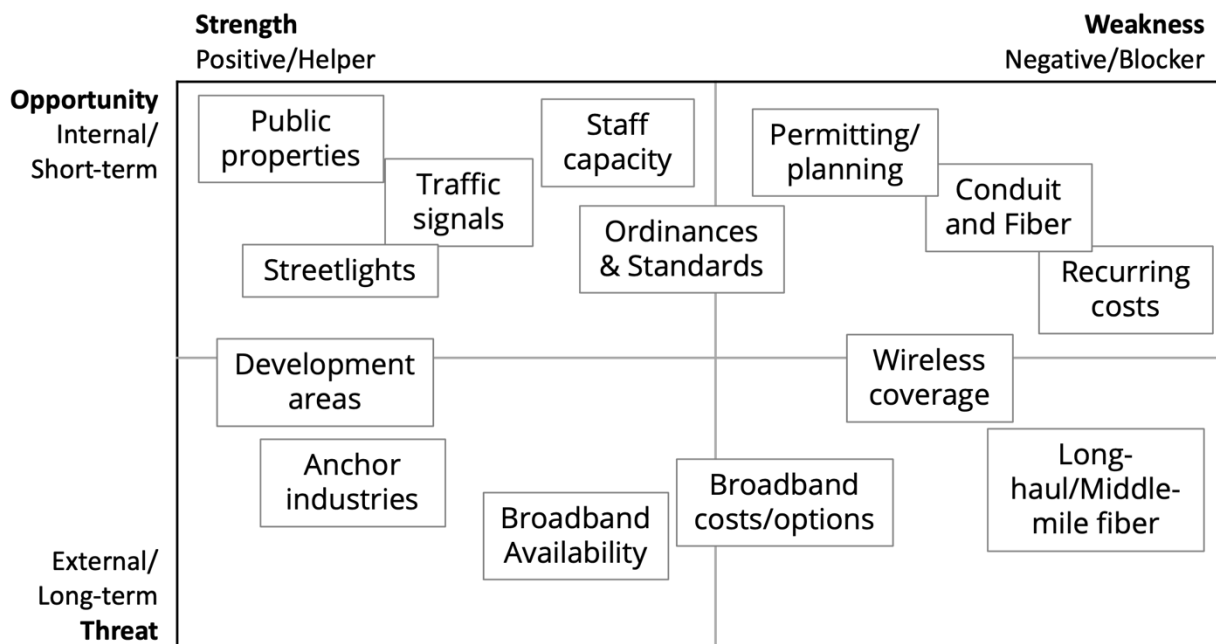 Strength
Positive/Helper
Weakness
Negative/Blocker
Opportunity
Internal/
Short-term
Public
properties
Staff
capacity
Permitting/
planning
Traffic
signals
Conduit
and Fiber
Ordinances
& Standards
Streetlights
Recurring
costs
Development
areas
Wireless
coverage
Anchor
industries
Long-
haul/Middle-
mile fiber
Broadband
costs/options
Broadband
Availability
External/
Long-term
Threat